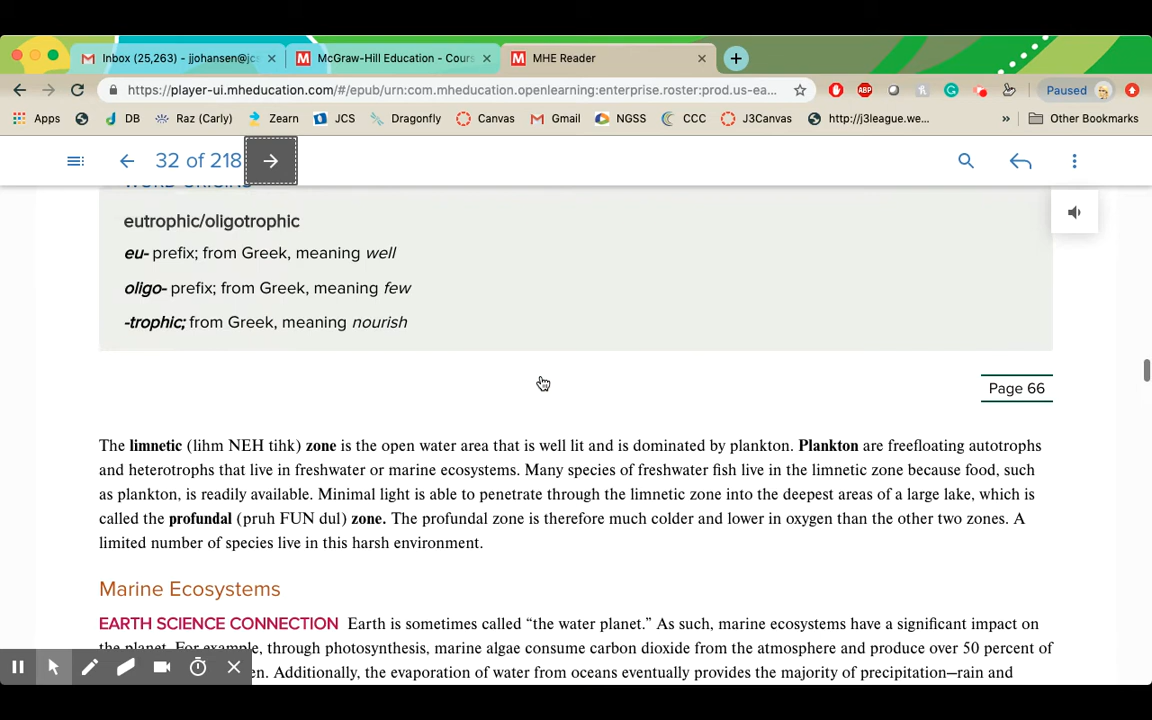 Inbox (25,263) - jjohansen@jcs
McGraw-Hill Education - Cours
MHE Reader
https://player-ui.mheducation.com/#/epub/urn:com.mheducation.openlearning:enterprise.roster:prod.us-ea...
ABP
Paused
Apps
DB
Raz (Carly)
Zearn
JCS
Dragonfly
Canvas
Gmail
NGSS
CCC
J3Canvas
http://j3league.we...
»
Other Bookmarks
32 of 218
WORD ORIGINS
eutrophic/oligotrophic
eu- prefix; from Greek, meaning well
oligo- prefix; from Greek, meaning few
-trophic; from Greek, meaning nourish
Page 66
The limnetic (lihm NEH tihk) zone is the open water area that is well lit and is dominated by plankton. Plankton are freefloating autotrophs
and heterotrophs that live in freshwater or marine ecosystems. Many species of freshwater fish live in the limnetic zone because food, such
as plankton, is readily available. Minimal light is able to penetrate through the limnetic zone into the deepest areas of a large lake, which is
called the profundal (pruh FUN dul) zone. The profundal zone is therefore much colder and lower in oxygen than the other two zones. A
limited number of species live in this harsh environment.
Marine Ecosystems
EARTH SCIENCE CONNECTION Earth is sometimes called “the water planet.” As such, marine ecosystems have a significant impact on
the planet. For example, through photosynthesis, marine algae consume carbon dioxide from the atmosphere and produce over 50 percent of
en. Additionally, the evaporation of water from oceans eventually provides the majority of precipitation—rain and